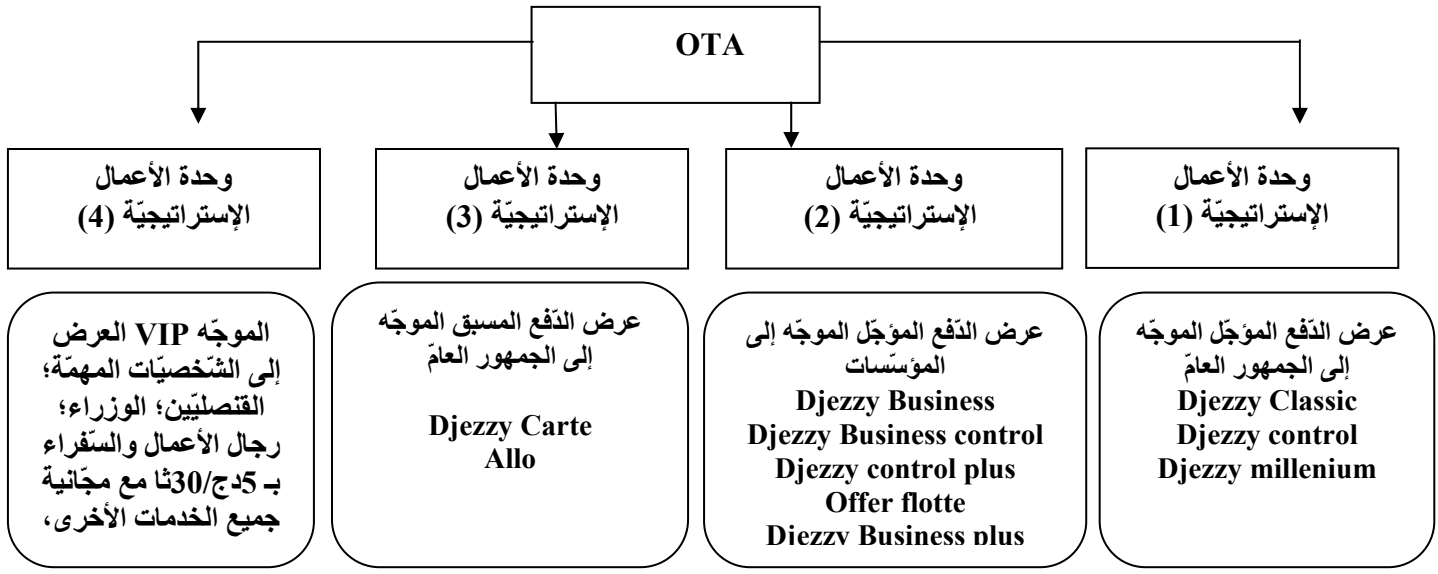 OTA
وحدة الأعمال
الإستراتيجيّة (1)
وحدة الأعمال
الإستراتيجيّة (2)
وحدة الأعمال
الإستراتيجيّة (3)
وحدة الأعمال
الإستراتيجيّة (4)
عرض الدّفع المؤجّل الموجّه
إلى الجمهور العامّ
Djezzy Classic
Djezzy control
Djezzy millenium
عرض الدّفع المؤجّل الموجّه إلى
المؤسّسات
Djezzy Business
Djezzy Business control
Djezzy control plus
Offer flotte
Djezzy Business plus
عرض الدّفع المسبق الموجّه
إلى الجمهور العامّ
Djezzy Carte
Allo
الموجّه VIP العرض
إلى الشّخصيّات المهمّة؛
القنصليّين؛ الوزراء؛
رجال الأعمال والسّفراء
بـ 5دج/30ثا مع مجّانية
جميع الخدمات الأخرى،